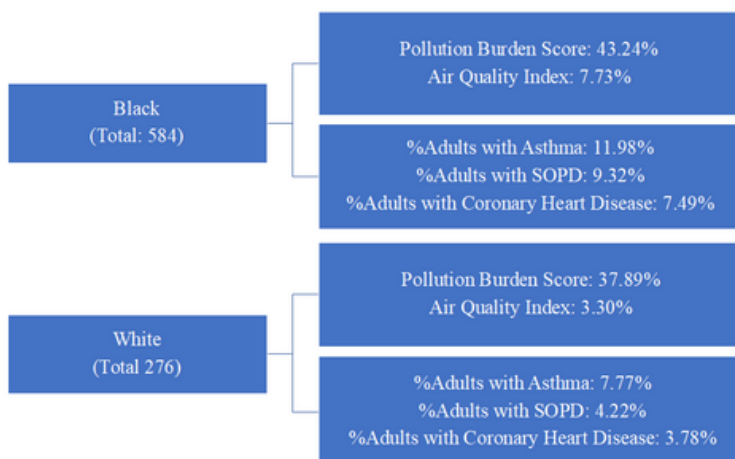 Black
(Total: 584)
Pollution Burden Score: 43.24%
Air Quality Index: 7.73%
%Adults with Asthma: 11.98%
%Adults with SOPD: 9.32%
%Adults with Coronary Heart Disease: 7.49%
White
(Total 276)
Pollution Burden Score: 37.89%
Air Quality Index: 3.30%
%Adults with Asthma: 7.77%
%Adults with SOPD: 4.22%
%Adults with Coronary Heart Disease: 3.78%